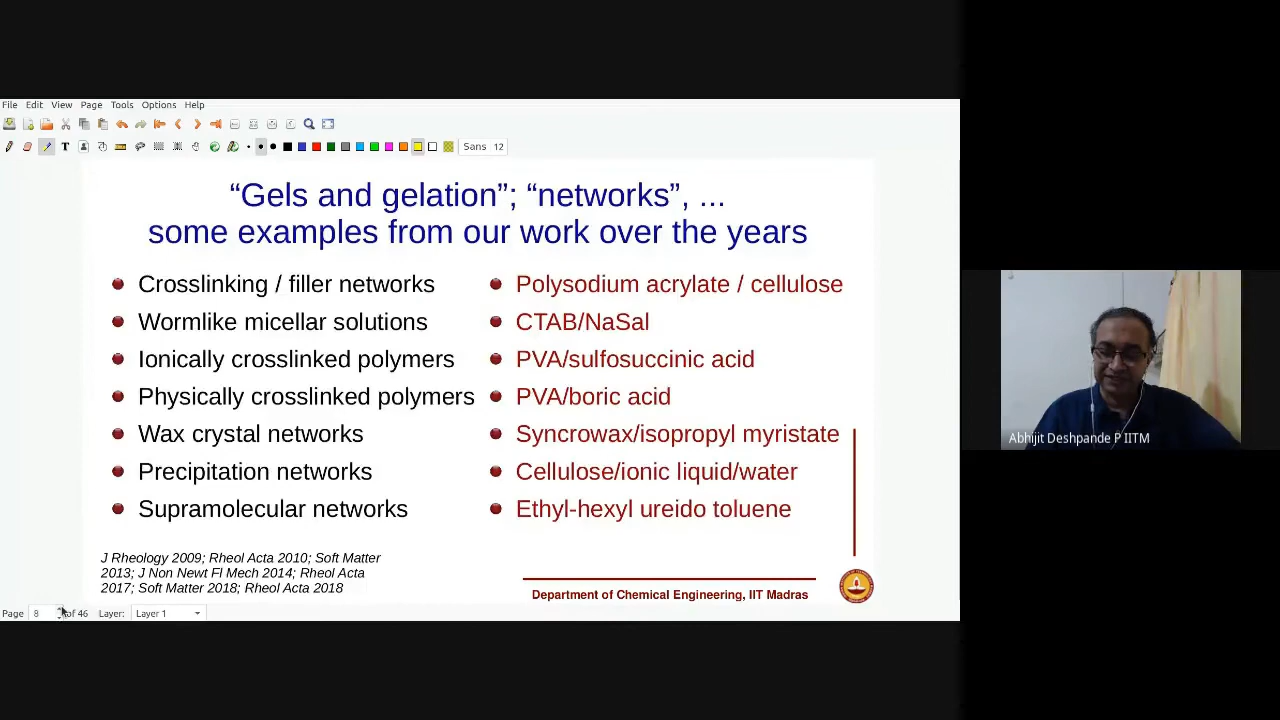 File Edit View Page Tools Options Help
Sans 12
“Gels and gelation”; “networks”, ...
some examples from our work over the years
Crosslinking / filler networks
Wormlike micellar solutions
Ionically crosslinked polymers
Physically crosslinked polymers
Wax crystal networks
Precipitation networks
Supramolecular networks
Polysodium acrylate / cellulose
CTAB/NaSal
PVA/sulfosuccinic acid
PVA/boric acid
Syncrowax/isopropyl myristate
Cellulose/ionic liquid/water
Ethyl-hexyl ureido toluene
J Rheology 2009; Rheol Acta 2010; Soft Matter
2013; J Non Newt Fl Mech 2014; Rheol Acta
2017; Soft Matter 2018; Rheol Acta 2018
Department of Chemical Engineering, IIT Madras
Page 8 of 46 Layer: Layer 1
Abhijit Deshpande P IITM